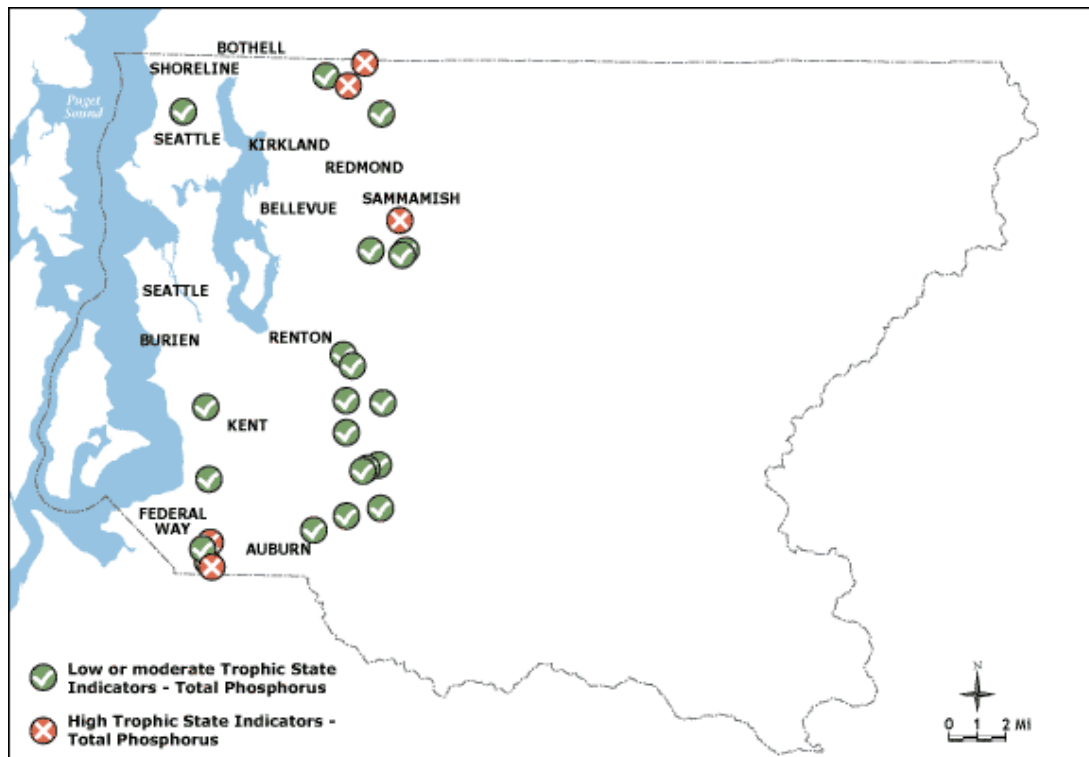 BOTHELL
SHORELINE
Puget
Sound
SEATTLE
KIRKLAND
REDMOND
SAMMAMISH
BELLEVUE
SEATTLE
BURIEN
RENTON
KENT
FEDERAL
WAY
AUBURN
Low or moderate Trophic State
Indicators - Total Phosphorus
High Trophic State Indicators -
Total Phosphorus
N
0 1 2 Mi